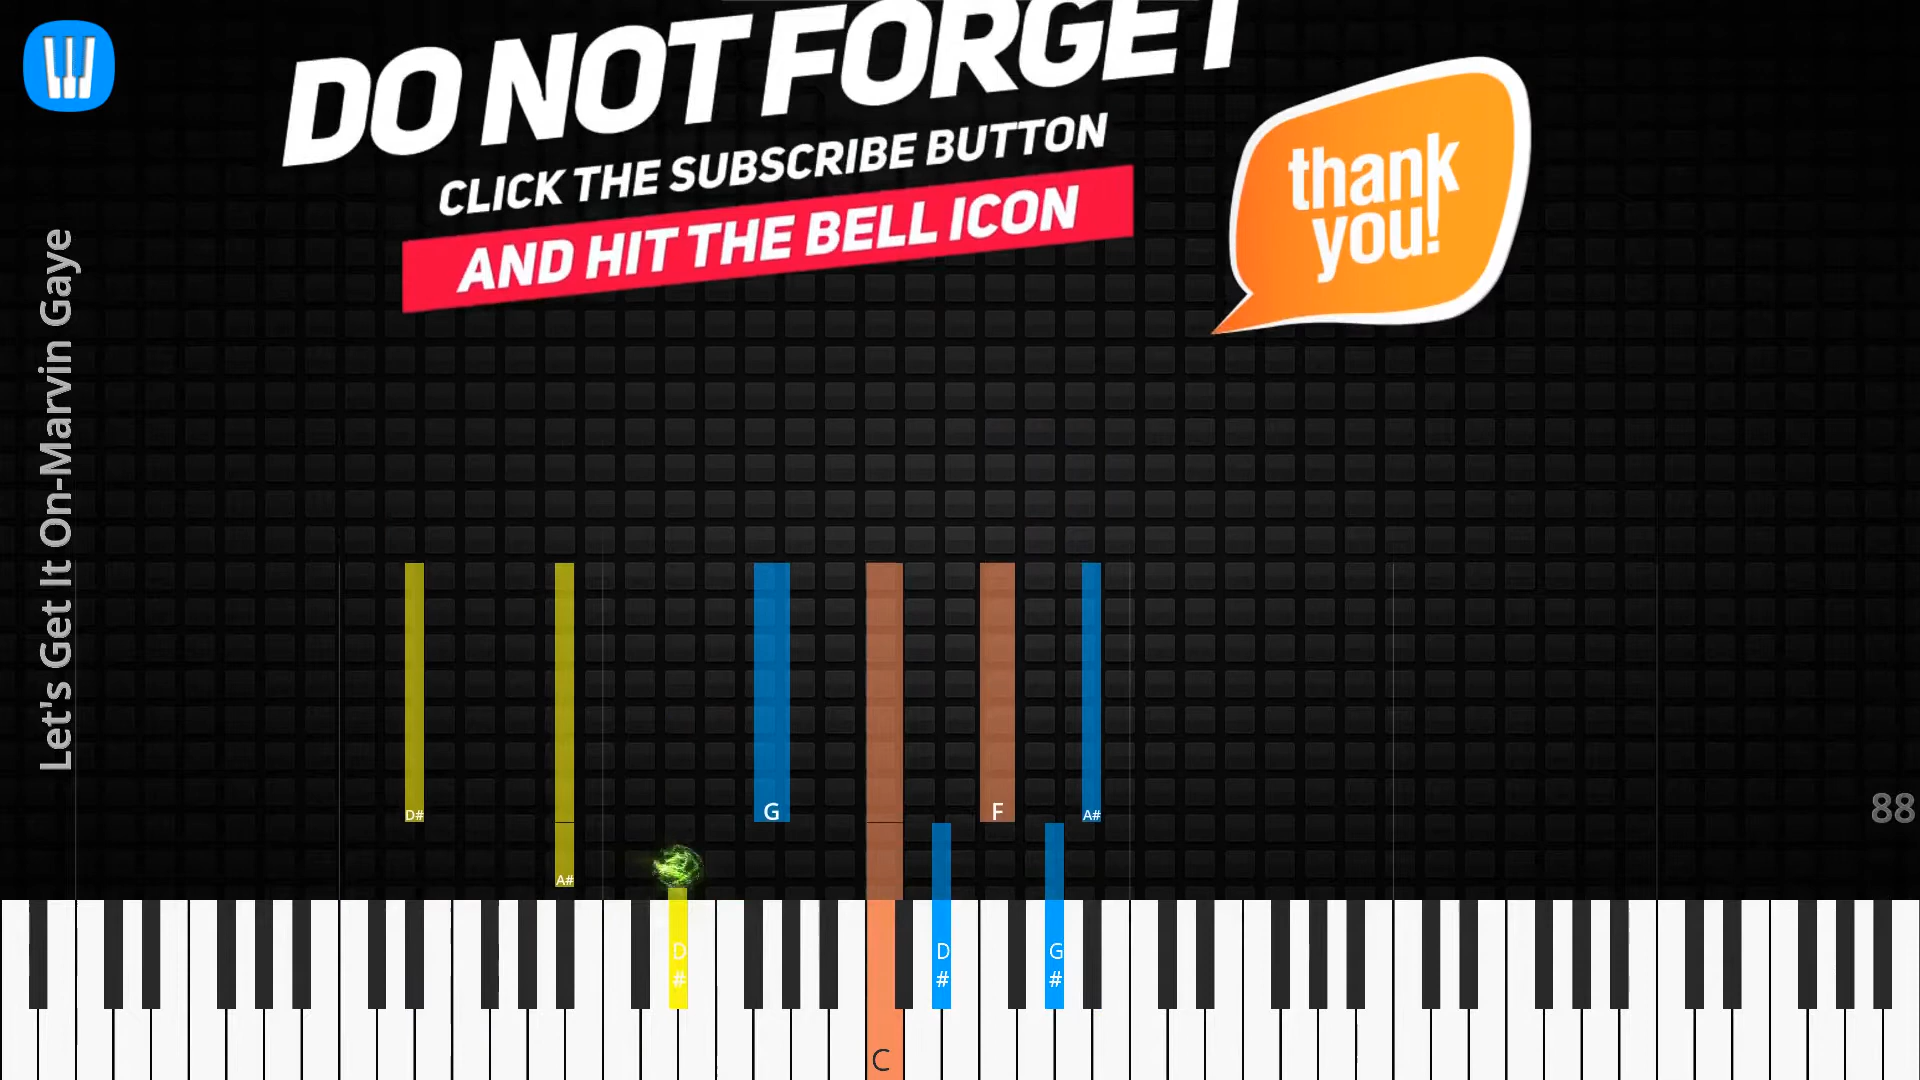 DO NOT FORGET
CLICK THE SUBSCRIBE BUTTON
AND HIT THE BELL ICON
thank
you!
Let's Get It On-Marvin Gaye
88
D#
G
F
A#
A#
D
#
D
#
G
#
C